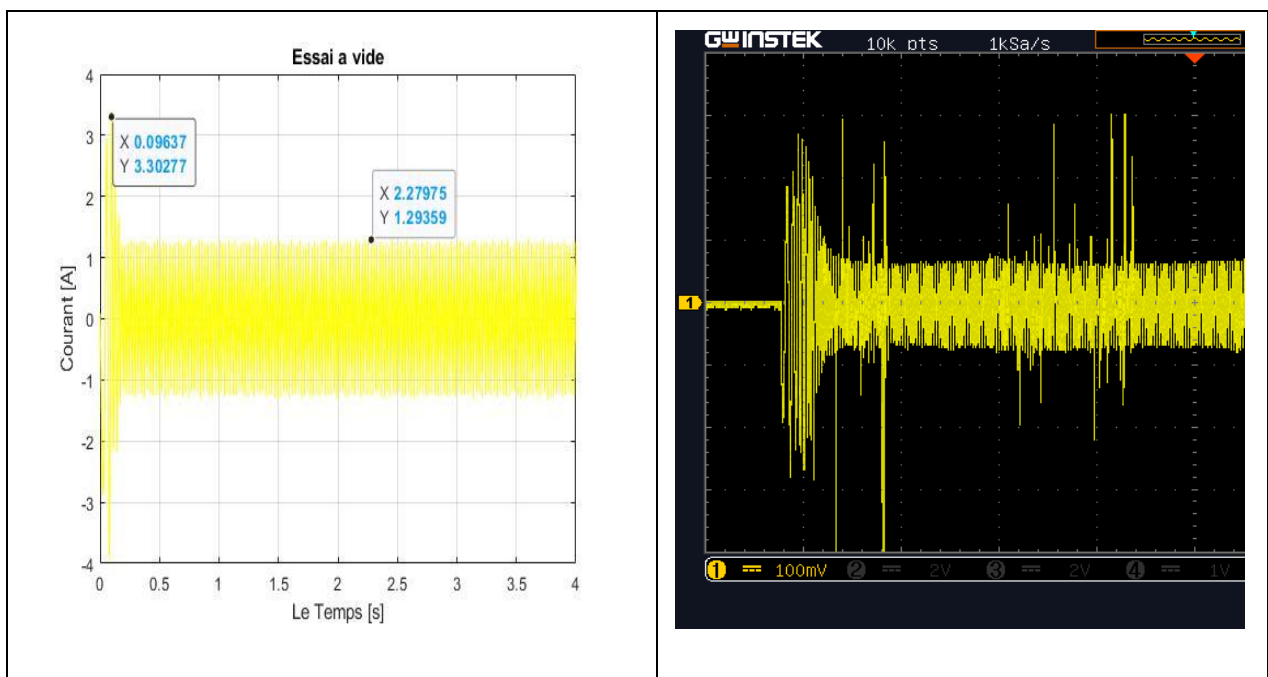 Essai a vide
4
3
2
1
0
-1
-2
-3
-4
Courant [A]
X 0.09637
Y 3.30277
X 2.27975
Y 1.29359
0 0.5 1 1.5 2 2.5 3 3.5 4
Le Temps [s]
GWINSTEK 10k pts 1kSa/s
1
1 100mV 2 2V 3 2V 4 1V